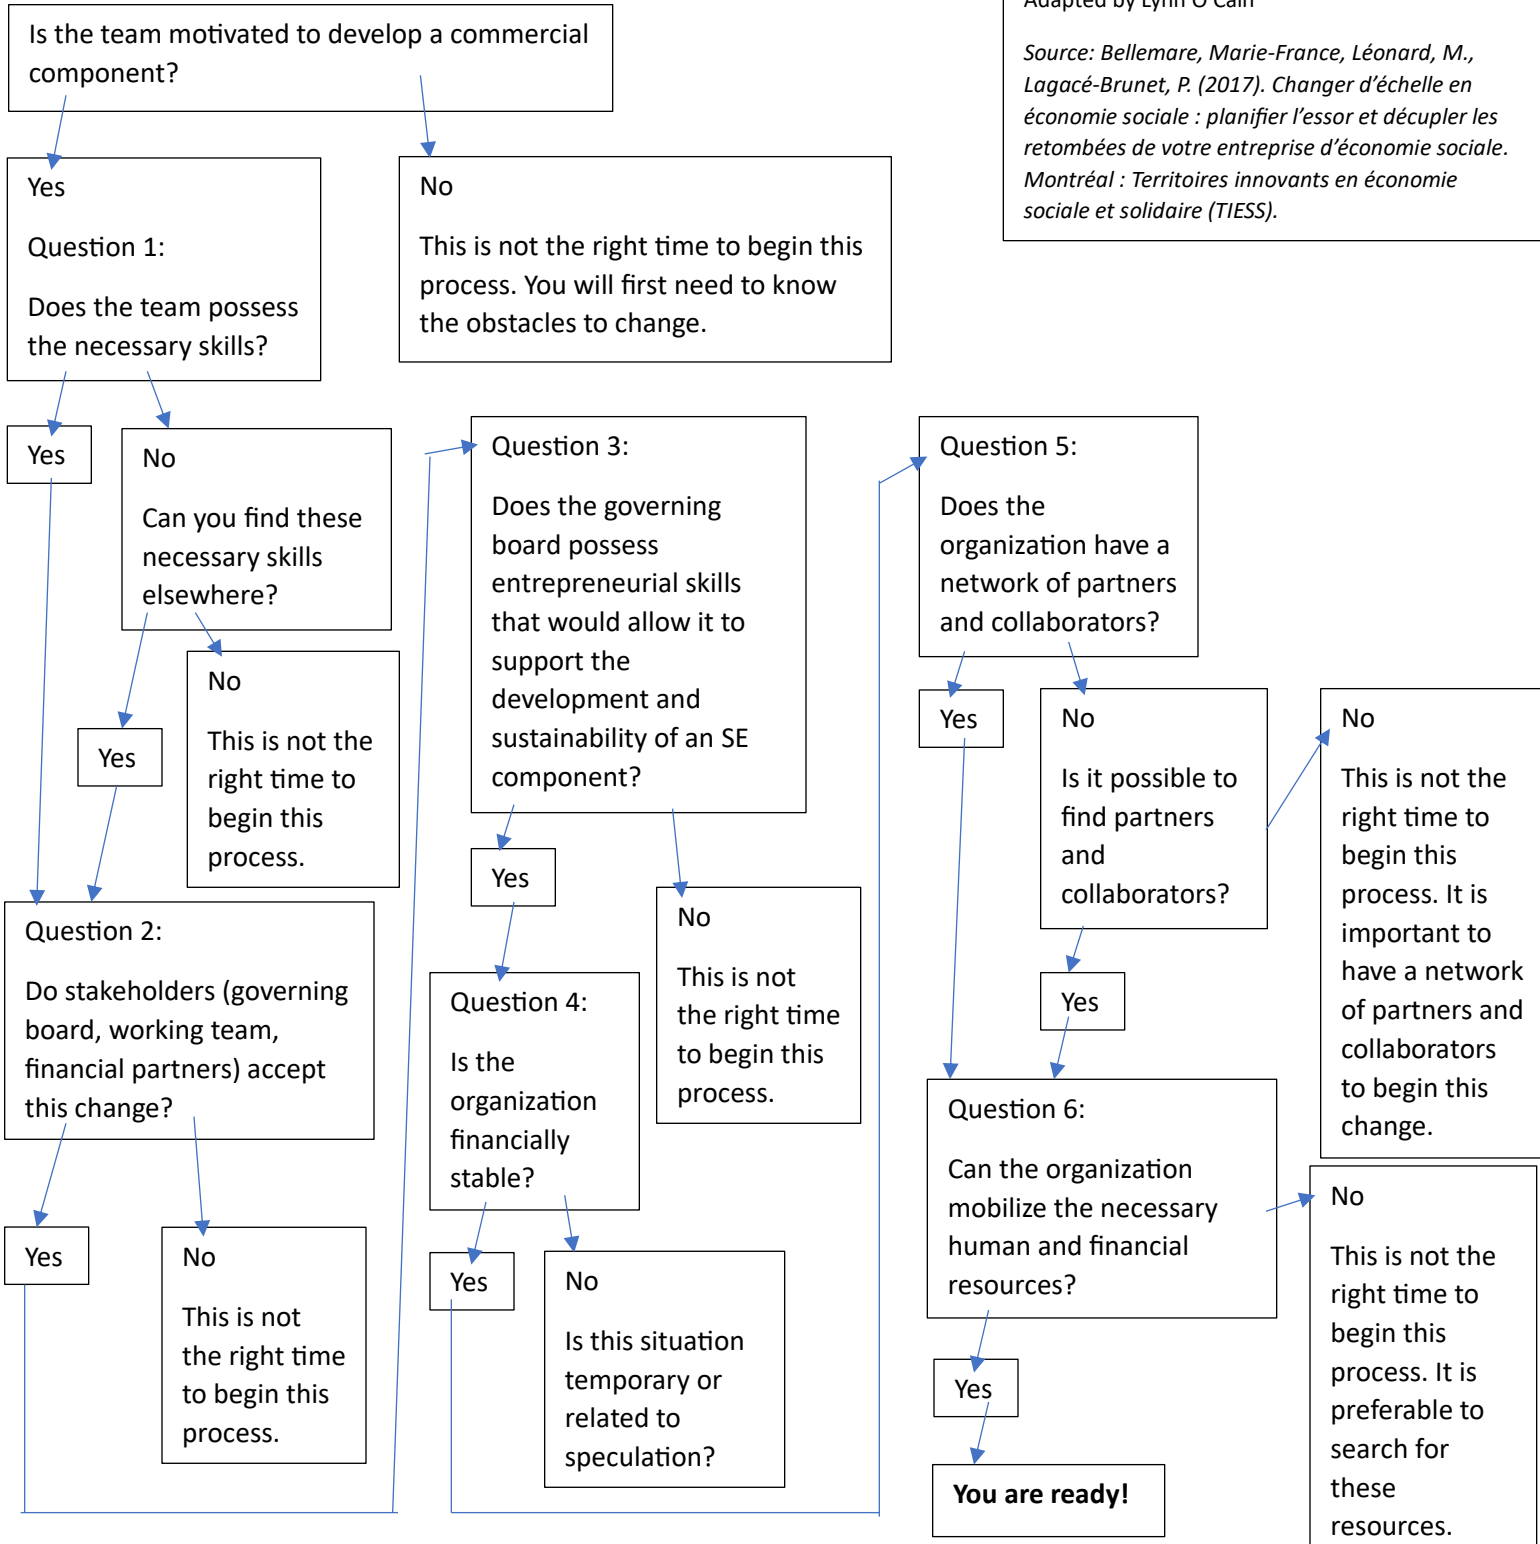 Is the team motivated to develop a commercial
component?
Adapted by Lynn O'Cain
Source: Bellemare, Marie-France, Léonard, M.,
Lagacé-Brunet, P. (2017). Changer d’échelle en
économie sociale : planifier l’essor et décupler les
retombées de votre entreprise d’économie sociale.
Montréal : Territoires innovants en économie
sociale et solidaire (TIESS).
Yes
Question 1:
Does the team possess
the necessary skills?
No
This is not the right time to begin this
process. You will first need to know
the obstacles to change.
Yes
No
Can you find these
necessary skills
elsewhere?
No
This is not the
right time to
begin this
process.
Yes
Question 2:
Do stakeholders (governing
board, working team,
financial partners) accept
this change?
Yes
No
This is not
the right time
to begin this
process.
Question 3:
Does the governing
board possess
entrepreneurial skills
that would allow it to
support the
development and
sustainability of an SE
component?
Yes
No
This is not
the right time
to begin this
process.
Question 4:
Is the
organization
financially
stable?
Yes
No
Is this situation
temporary or
related to
speculation?
Question 5:
Does the
organization have a
network of partners
and collaborators?
Yes
No
Is it possible to
find partners
and
collaborators?
No
This is not the
right time to
begin this
process. It is
important to
have a network
of partners and
collaborators
to begin this
change.
Yes
Question 6:
Can the organization
mobilize the necessary
human and financial
resources?
No
This is not the
right time to
begin this
process. It is
preferable to
search for
these
resources.
Yes
You are ready!